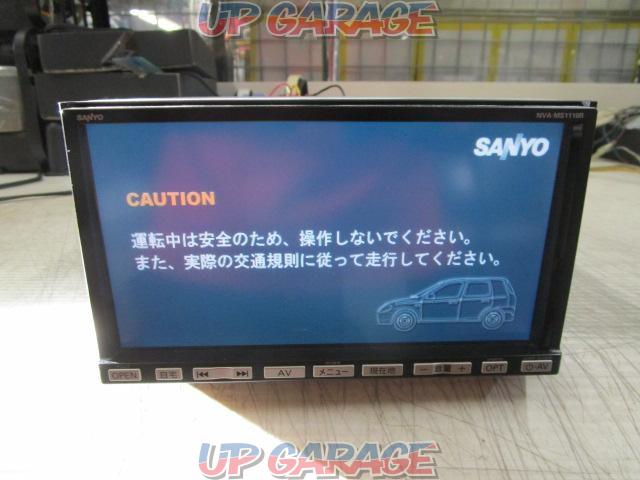 UP GARAGE
SANYO
NVA-MS1110R
SANYO
CAUTION
運転中は安全のため、操作しないでください。
また、実際の交通規則に従って走行してください。
OPEN 自宅 AV メニュー 現在地 − 音量 + OPT AV
UP GARAGE